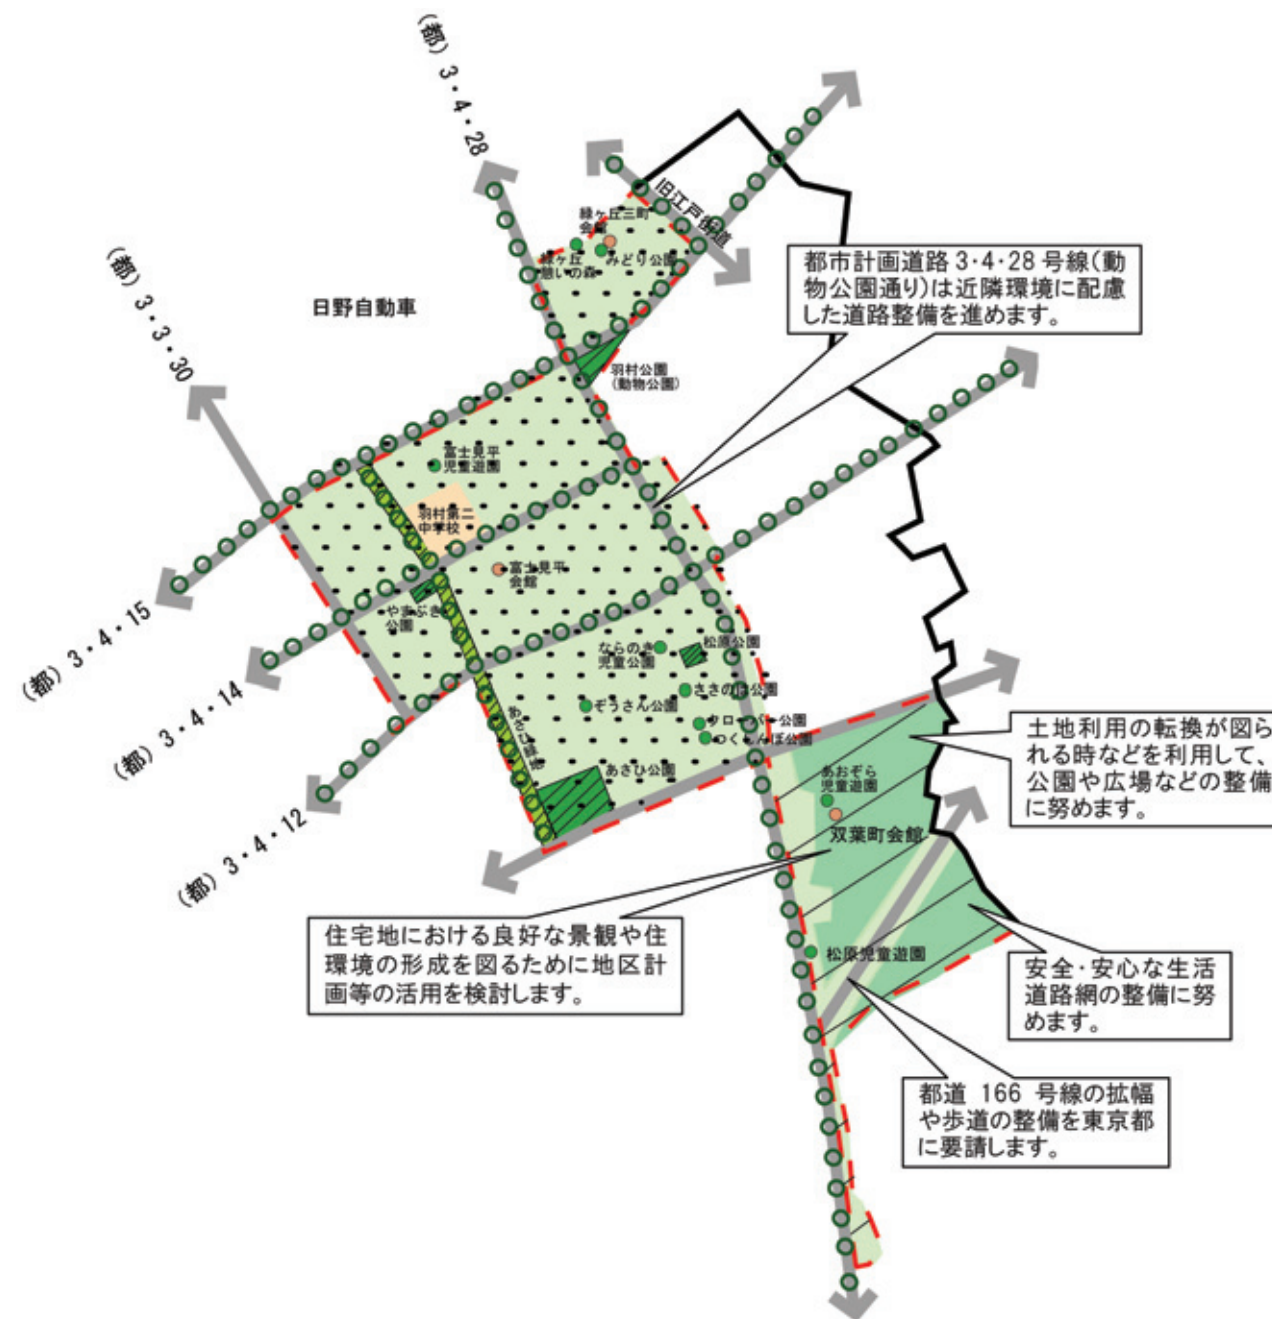 (都) 3・4・28
旧江戸街道
緑ヶ丘三町
会館
緑ヶ丘
憩いの森
みどり公園
(都) 3・3・30
日野自動車
都市計画道路 3・4・28 号線(動
物公園通り)は近隣環境に配慮
した道路整備を進めます。
羽村公園
(動物公園)
富士見平
児童遊園
羽村第二
中学校
富士見平
会館
やまぶき
公園
(都) 3・4・15
(都) 3・4・14
(都) 3・4・12
ならのき
児童公園
松原公園
ささのは公園
ぞうさん公園
クローバー公園
つくしんぼ公園
あさひ緑地
あさひ公園
土地利用の転換が図ら
れる時などを利用して、
公園や広場などの整備
に努めます。
あおぞら
児童遊園
双葉町会館
住宅地における良好な景観や住
環境の形成を図るために地区計
画等の活用を検討します。
松原児童遊園
安全・安心な生活
道路網の整備に努
めます。
都道 166 号線の拡幅
や歩道の整備を東京都
に要請します。